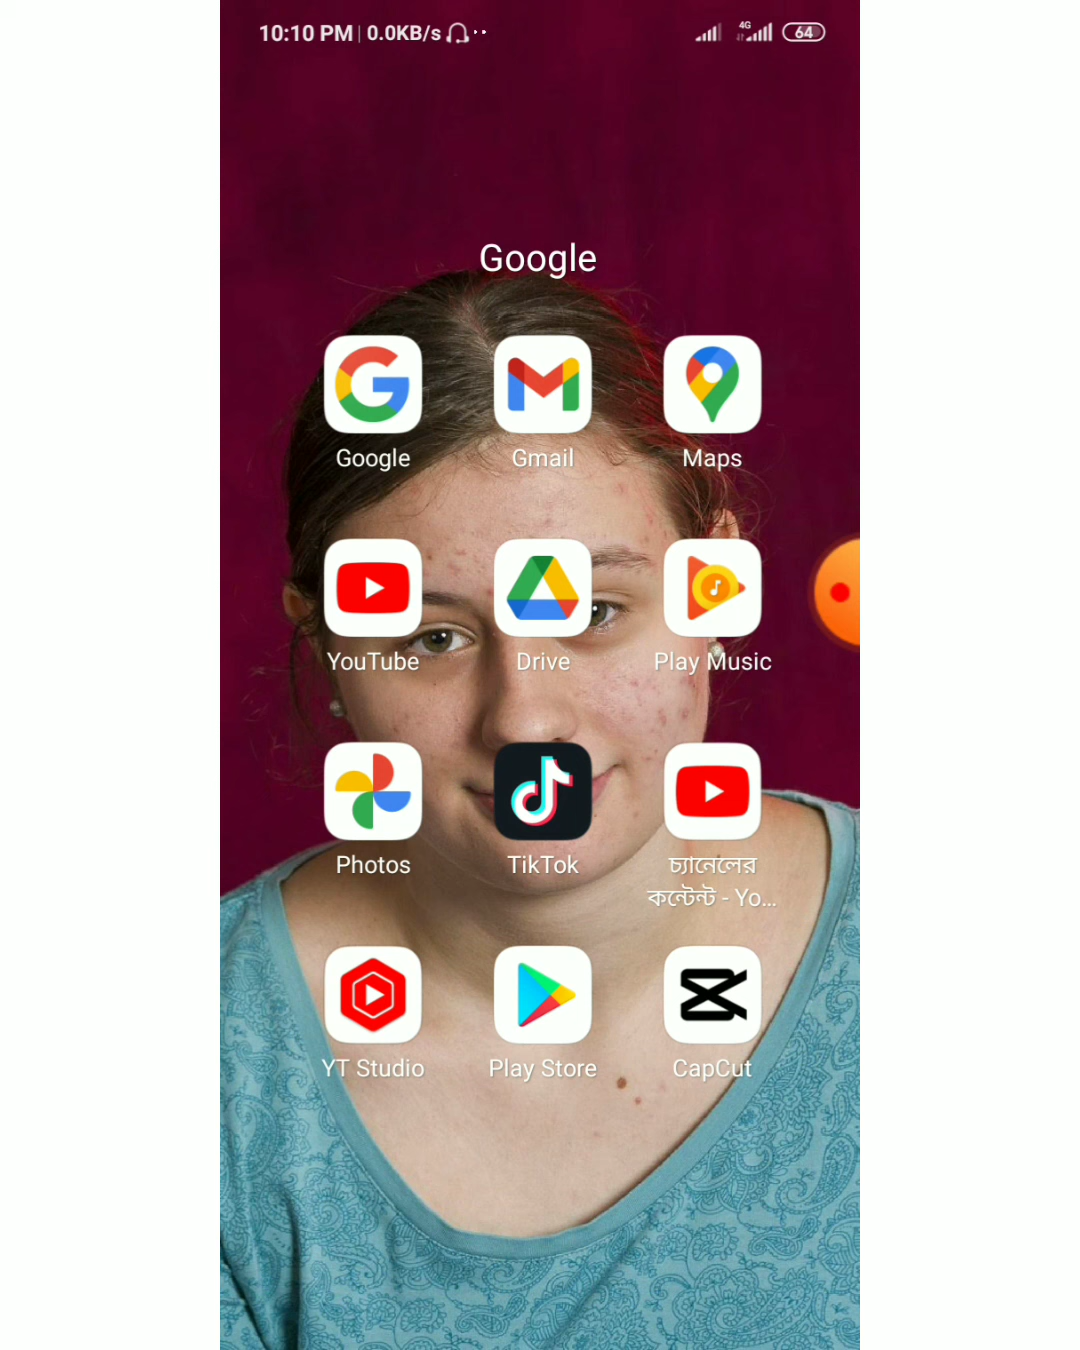 10:10 PM | 0.0KB/s 4G 64
Google
Google Gmail Maps
YouTube Drive Play Music
Photos TikTok চ্যানেলের
কন্টেন্ট - Yo...
YT Studio Play Store CapCut